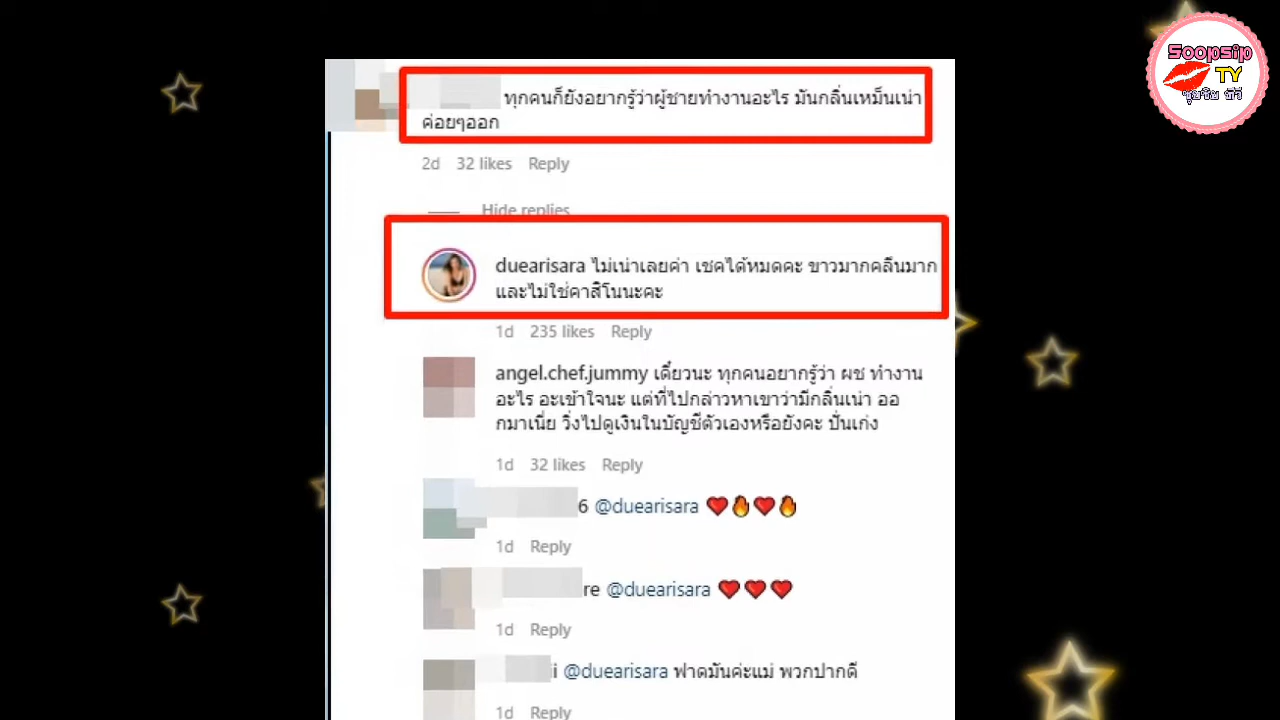 Soopsip
TV
ซุบซิบ ทีวี
ทุกคนก็ยังอยากรู้ว่าผู้ชายทำงานอะไร มันกลิ่นเหม็นเน่า
ค่อยๆออก
2d 32 likes Reply
Hide replies
duearisara ไม่เน่าเลยค่า เชคได้หมดคะ ขาวมากคลีนมาก
และไม่ใช่คาสิโนนะคะ
1d 235 likes Reply
angel.chef.jummy เดี๋ยวนะ ทุกคนอยากรู้ว่า ผช ทำงาน
อะไร อะเข้าใจนะ แต่ที่ไปกล่าวหาเขาว่ามีกลิ่นเน่า ออ
กมาเนี่ย วิ่งไปดูเงินในบัญชีตัวเองหรือยังคะ ปั่นเก่ง
1d 32 likes Reply
6 @duearisara ❤️🔥❤️🔥
1d Reply
re @duearisara ❤️❤️❤️
1d Reply
ii @duearisara ฟาดมันค่ะแม่ พวกปากดี
1d Reply